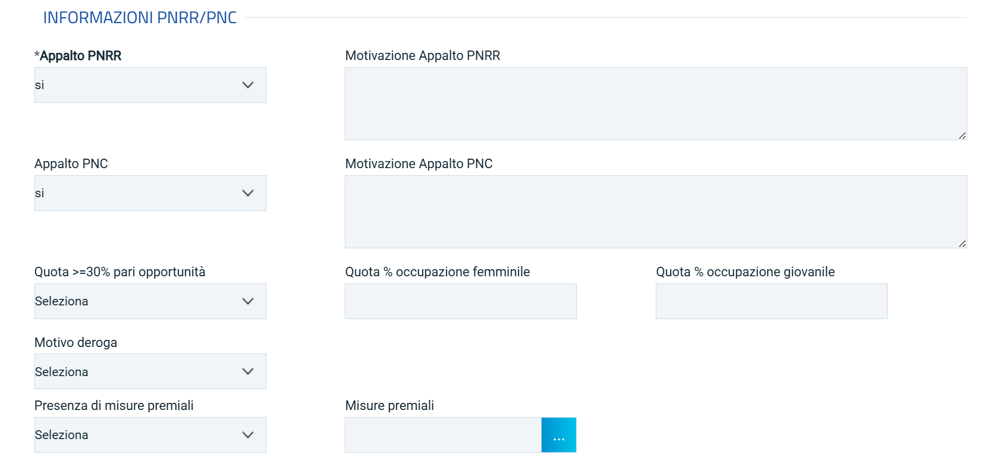 INFORMAZIONI PNRR/PNC
*Appalto PNRR
Motivazione Appalto PNRR
si
Appalto PNC
Motivazione Appalto PNC
si
Quota >=30% pari opportunità
Quota % occupazione femminile
Quota % occupazione giovanile
Seleziona
Motivo deroga
Seleziona
Presenza di misure premiali
Misure premiali
Seleziona
...